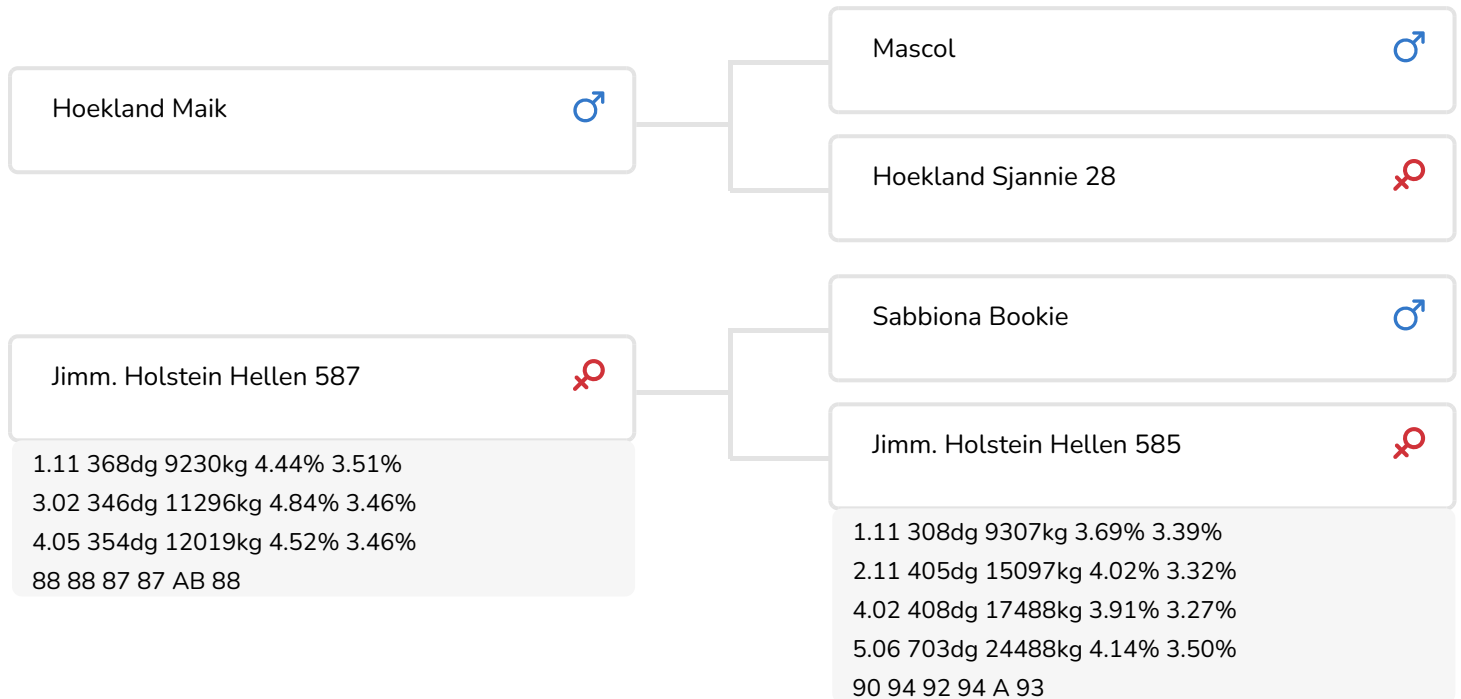 Hoekland Maik
Mascol
Hoekland Sjannie 28
Jimm. Holstein Hellen 587
1.11 368dg 9230kg 4.44% 3.51%
3.02 346dg 11296kg 4.84% 3.46%
4.05 354dg 12019kg 4.52% 3.46%
88 88 87 87 AB 88
Sabbiona Bookie
Jimm. Holstein Hellen 585
1.11 308dg 9307kg 3.69% 3.39%
2.11 405dg 15097kg 4.02% 3.32%
4.02 408dg 17488kg 3.91% 3.27%
5.06 703dg 24488kg 4.14% 3.50%
90 94 92 94 A 93